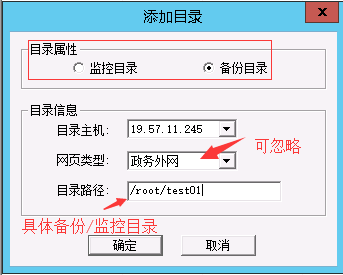 添加目录
目录属性
监控目录 备份目录
目录信息
目录主机: 19.57.11.245
可忽略
网页类型: 政务外网
目录路径: /root/test01
具体备份/监控目录
确定 取消